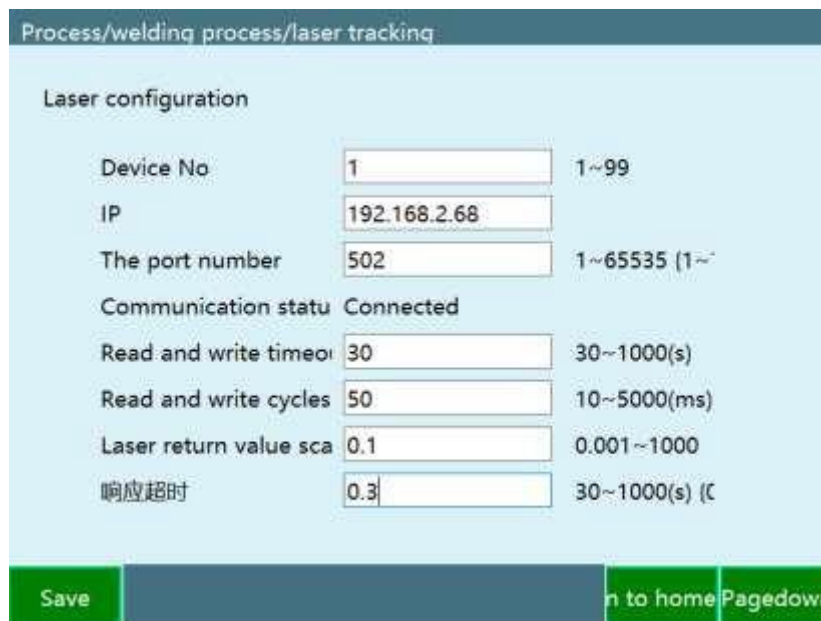 Process/welding process/laser tracking
Laser configuration
Device No 1 1~99
IP 192.168.2.68
The port number 502 1~65535 (1~
Communication statu Connected
Read and write timeo 30 30~1000(s)
Read and write cycles 50 10~5000(ms)
Laser return value sca 0.1 0.001~1000
响应超时 0.3 30~1000(s) (
Save n to home Pagedow